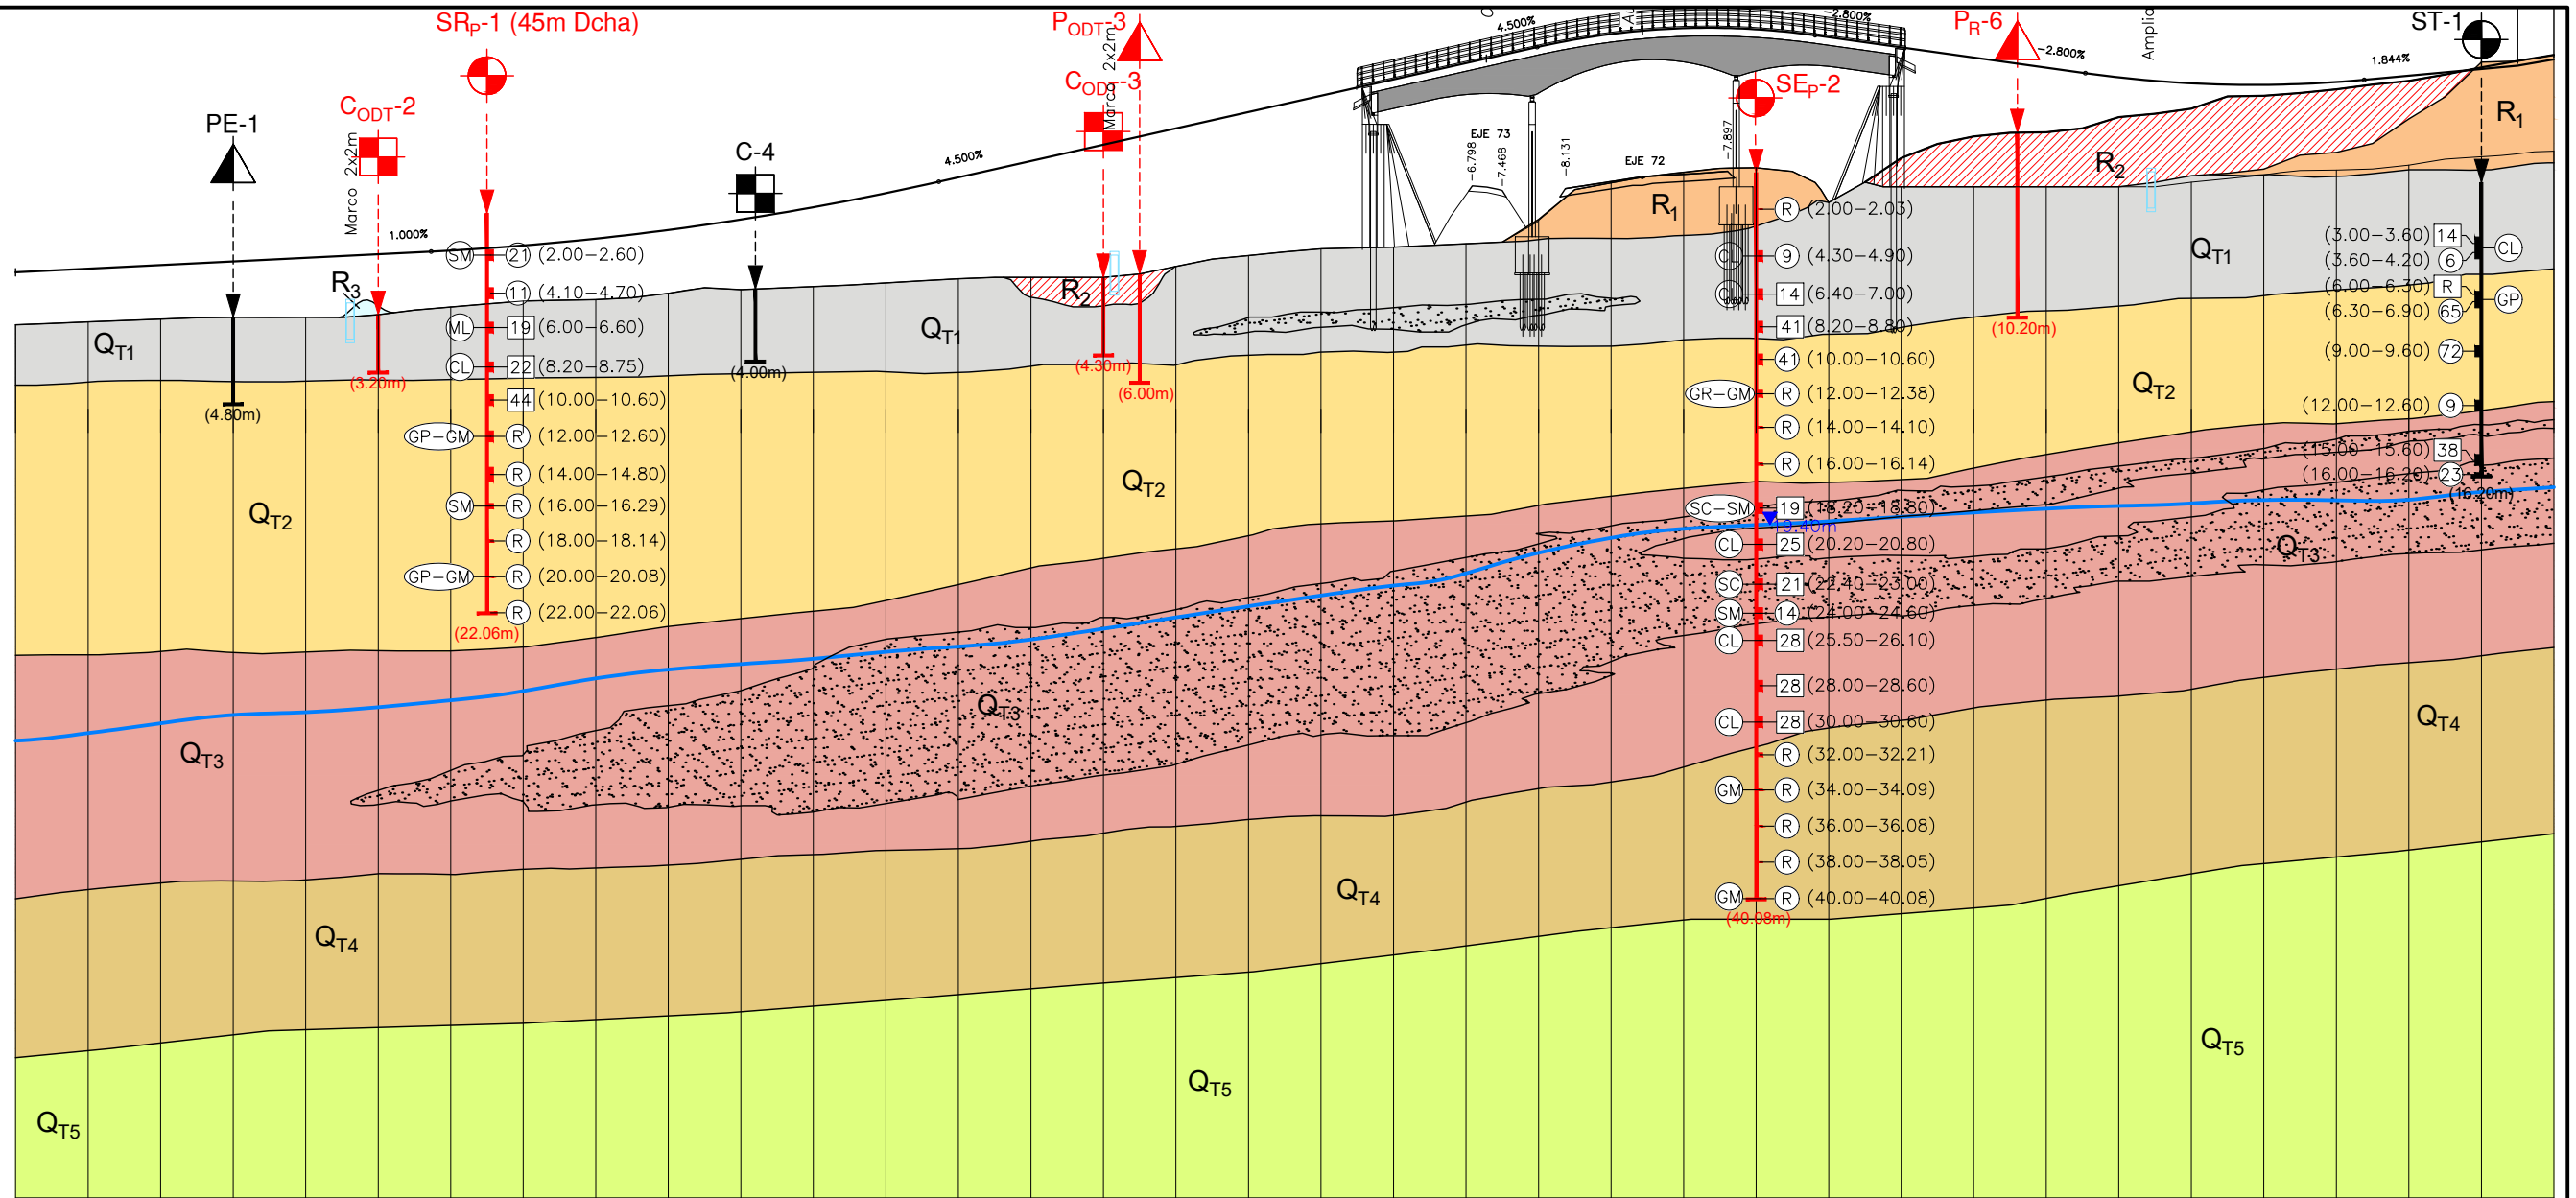 SRP-1 (45m Dcha)
PODT-3
PR-6
ST-1
4.500%
-2.800%
-2.800%
1.844%
Amplia
CODT-2
CODT-3
Marco 2x2m
SEP-2
PE-1
Marco 2x2m
C-4
4.500%
1.000%
EJE 73
EJE 72
-6.798
-7.468
-8.131
-7.897
R1
R2
R1
R3
R2
QT1
QT1
QT1
SM 21 (2.00-2.60)
11 (4.10-4.70)
ML 19 (6.00-6.60)
CL 22 (8.20-8.75)
44 (10.00-10.60)
GP-GM R (12.00-12.60)
R (14.00-14.80)
SM R (16.00-16.29)
R (18.00-18.14)
GP-GM R (20.00-20.08)
R (22.00-22.06)
(22.06m)
(4.80m)
(3.20m)
(4.00m)
(4.30m)
(6.00m)
(10.20m)
R (2.00-2.03)
CL 9 (4.30-4.90)
CL 14 (6.40-7.00)
41 (8.20-8.80)
41 (10.00-10.60)
GR-GM R (12.00-12.38)
R (14.00-14.10)
R (16.00-16.14)
SC-SM 19 (18.20-18.80)
19.40m
CL 25 (20.20-20.80)
SC 21 (22.40-23.00)
SM 14 (24.00-24.60)
CL 28 (25.50-26.10)
28 (28.00-28.60)
CL 28 (30.00-30.60)
R (32.00-32.21)
GM R (34.00-34.09)
R (36.00-36.08)
R (38.00-38.05)
GM R (40.00-40.08)
(40.08m)
(3.00-3.60) 14 CL
(3.60-4.20) 6
(6.00-6.30) R GP
(6.30-6.90) 65
(9.00-9.60) 72
(12.00-12.60) 9
(15.00-15.60) 38
(16.00-16.20) 23
(16.20m)
QT2
QT2
QT2
QT3
QT3
QT3
QT4
QT4
QT4
QT5
QT5
QT5